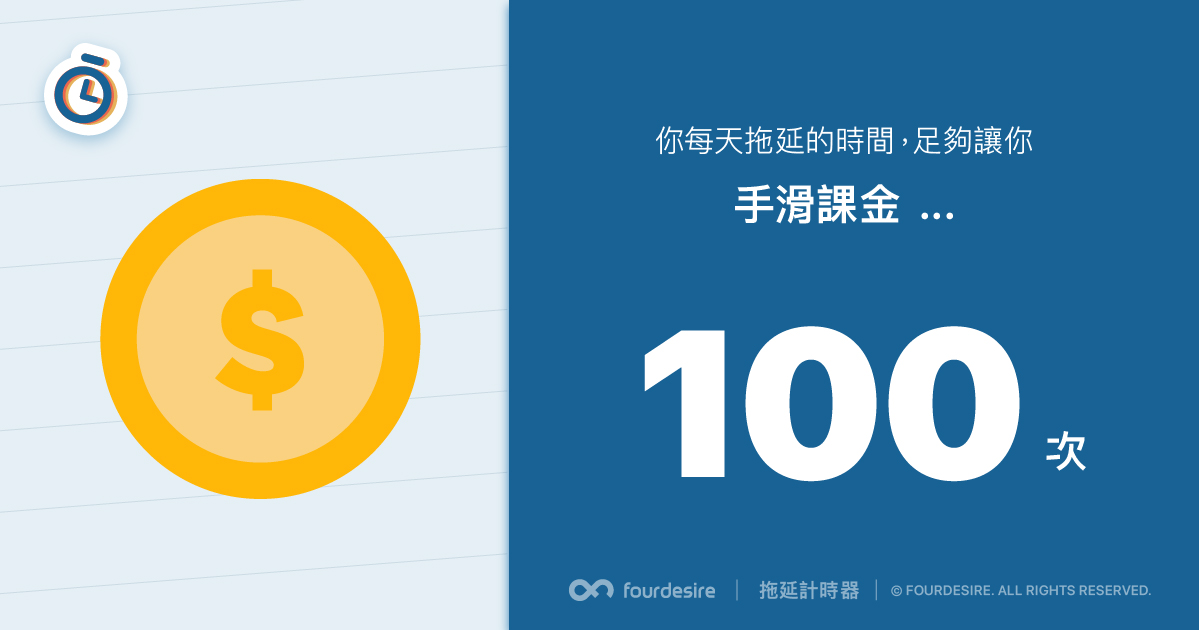 你每天拖延的時間，足夠讓你
手滑課金 ...
100 次
$
fourdesire | 拖延計時器 | © FOURDESIRE. ALL RIGHTS RESERVED.